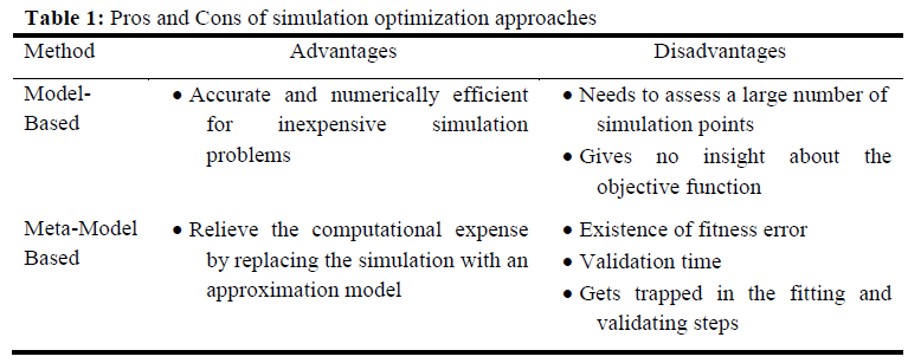 Table 1: Pros and Cons of simulation optimization approaches
Method Advantages Disadvantages
Model-
Based
• Accurate and numerically efficient
for inexpensive simulation
problems
• Needs to assess a large number of
simulation points
• Gives no insight about the
objective function
Meta-Model
Based
• Relieve the computational expense
by replacing the simulation with an
approximation model
• Existence of fitness error
• Validation time
• Gets trapped in the fitting and
validating steps